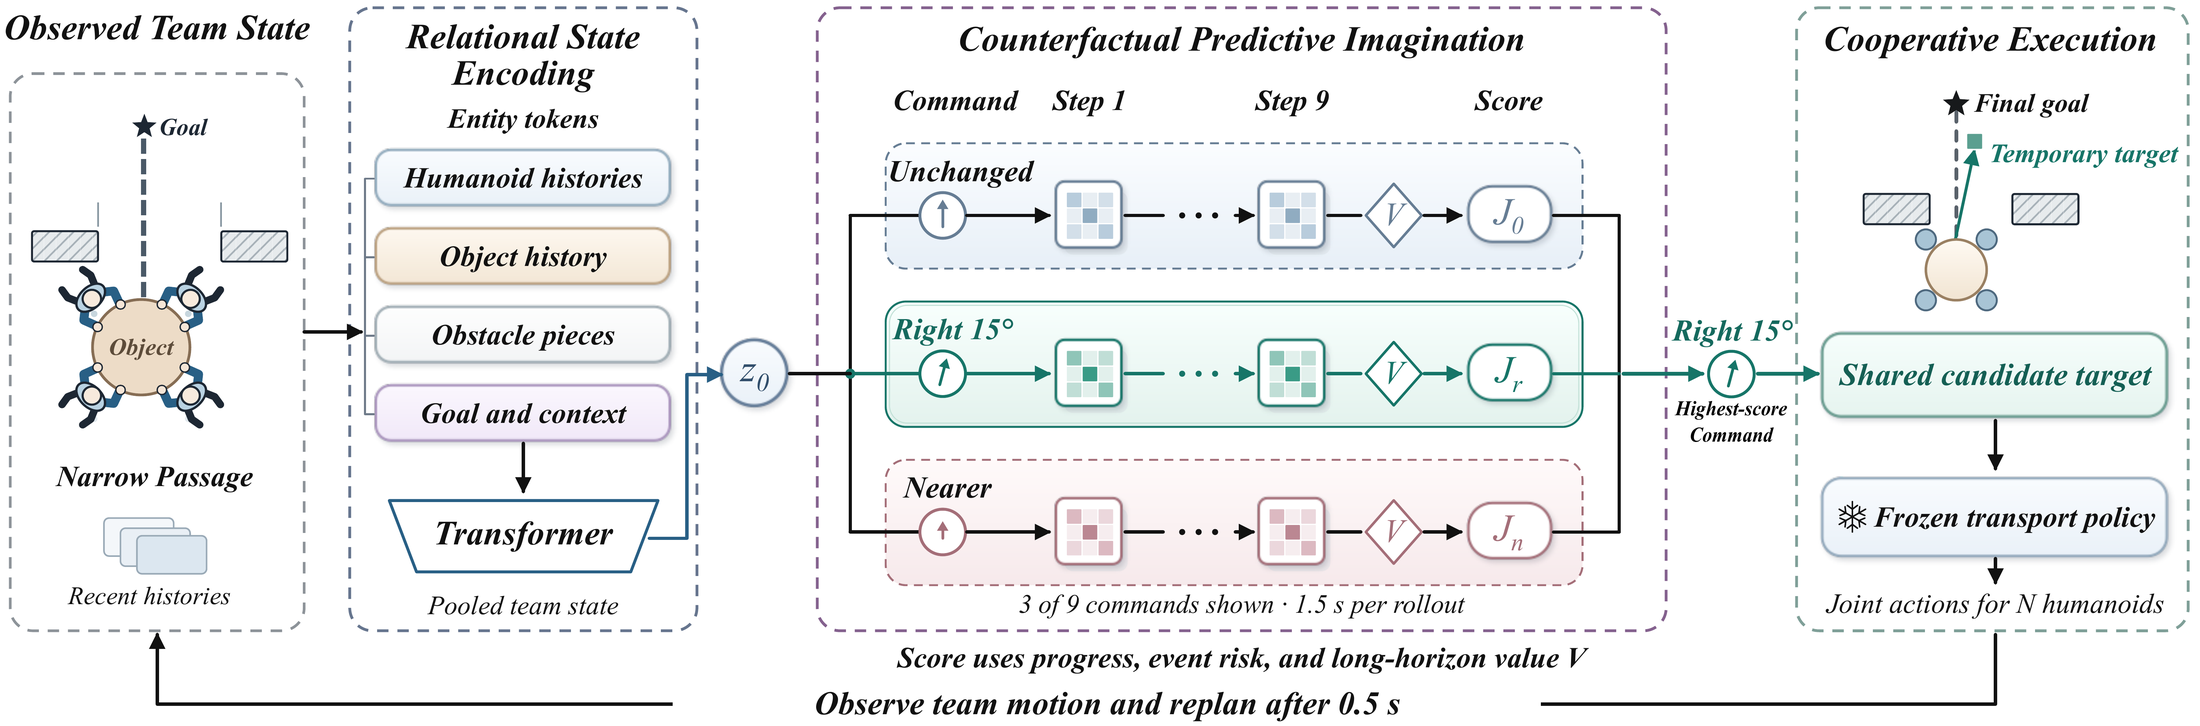 Observed Team State
Goal
Object
Narrow Passage
Recent histories
Relational State
Encoding
Entity tokens
Humanoid histories
Object history
Obstacle pieces
Goal and context
Transformer
Pooled team state
z0
Counterfactual Predictive Imagination
Command Step 1 Step 9 Score
Unchanged
... V J0
Right 15°
... V Jr
Nearer
... V Jn
3 of 9 commands shown · 1.5 s per rollout
Score uses progress, event risk, and long-horizon value V
Right 15°
Highest-score
Command
Cooperative Execution
Final goal
Temporary target
Shared candidate target
Frozen transport policy
Joint actions for N humanoids
Observe team motion and replan after 0.5 s